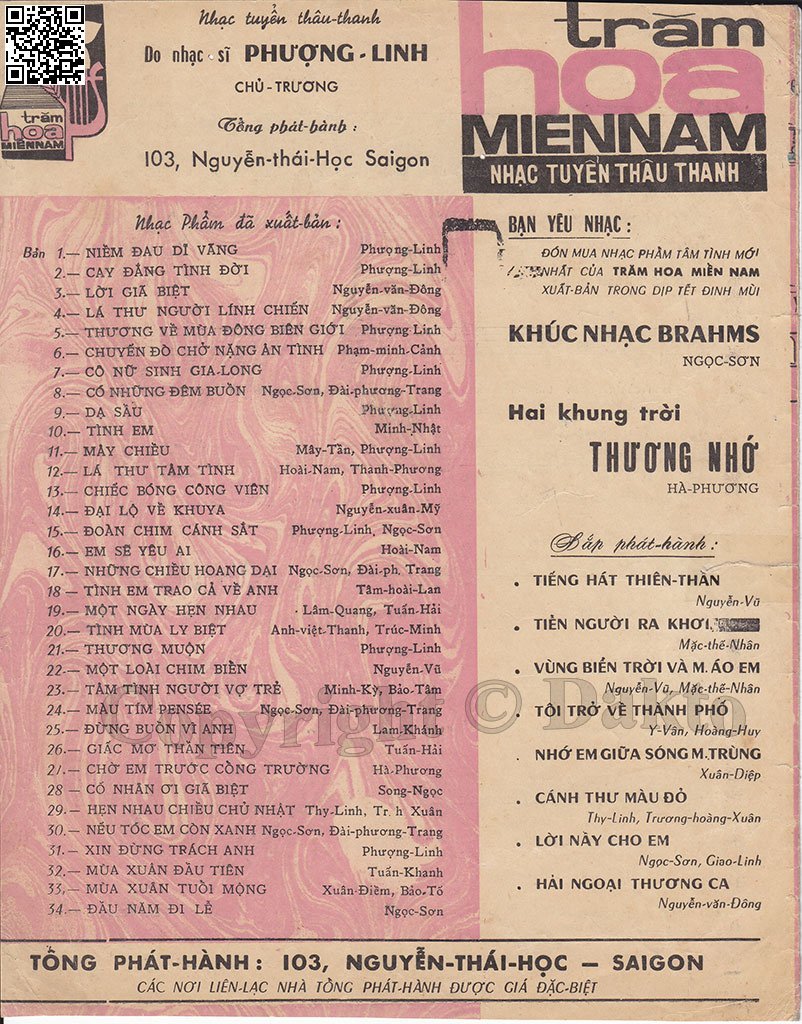 Nhạc tuyển thâu-thanh
Do nhạc sĩ PHƯỢNG-LINH
CHỦ-TRƯƠNG
Tổng phát-hành :
103, Nguyễn-thái-Học Saigon
trăm
hoa
MIENNAM
trăm
hoa
MIENNAM
NHẠC TUYỂN THÂU THANH
Nhạc Phẩm đã xuất-bản :
Bản 1.— NIỀM ĐAU DĨ VÃNG Phượng-Linh
2.— CAY ĐẮNG TÌNH ĐỜI Phượng-Linh
3.— LỜI GIÃ BIỆT Nguyễn-văn-Đông
4.— LÁ THƯ NGƯỜI LÍNH CHIẾN Nguyễn-văn-Đông
5.— THƯƠNG VỀ MÙA ĐÔNG BIÊN GIỚI Phượng-Linh
6.— CHUYẾN ĐÒ CHỞ NẶNG ÂN TÌNH Phạm-minh-Cảnh
7.— CÔ NỮ SINH GIA-LONG Phượng-Linh
8.— CÓ NHỮNG ĐÊM BUỒN Ngọc-Sơn, Đài-phương-Trang
9.— DẠ SẦU Phượng-Linh
10.— TÌNH EM Minh-Nhật
11.— MÂY CHIỀU Mây-Tần, Phượng-Linh
12.— LÁ THƯ TÂM TÌNH Hoài-Nam, Thanh-Phương
13.— CHIẾC BÓNG CÔNG VIÊN Phượng-Linh
14.— ĐẠI LỘ VỀ KHUYA Nguyễn-xuân-Mỹ
15.— ĐOÀN CHIM CÁNH SẮT Phượng-Linh, Ngọc-Sơn
16.— EM SẼ YÊU AI Hoài-Nam
17.— NHỮNG CHIỀU HOANG DẠI Ngọc-Sơn, Đài-ph. Trang
18 — TÌNH EM TRAO CẢ VỀ ANH Tâm-hoài-Lan
19.— MỘT NGÀY HẸN NHAU Lâm-Quang, Tuấn-Hải
20.— TÌNH MÙA LY BIỆT Anh-việt-Thanh, Trúc-Minh
21.— THƯƠNG MUỘN Phượng-Linh
22.— MỘT LOÀI CHIM BIỂN Nguyễn-Vũ
23.— TÂM TÌNH NGƯỜI VỢ TRẺ Minh-Kỳ, Bảo-Tâm
24.— MÀU TÍM PENSÉE Ngọc-Sơn, Đài-phương-Trang
25.— ĐỪNG BUỒN VÌ ANH Lam-Khánh
26.— GIẤC MƠ THẦN TIÊN Tuấn-Hải
27.— CHỜ EM TRƯỚC CỔNG TRƯỜNG Hà-Phương
28 — CỐ NHÂN ƠI GIÃ BIỆT Song-Ngọc
29.— HẸN NHAU CHIỀU CHỦ NHẬT Thy-Linh, Tr. h Xuân
30.— NẾU TÓC EM CÒN XANH Ngọc-Sơn, Đài-phương-Trang
31.— XIN ĐỪNG TRÁCH ANH Phượng-Linh
32.— MÙA XUÂN ĐẦU TIÊN Tuấn-Khanh
33.— MÙA XUÂN TUỔI MỘNG Xuân-Điềm, Bảo-Tố
34.— ĐẦU NĂM ĐI LỄ Ngọc-Sơn
BẠN YÊU NHẠC :
ĐÓN MUA NHẠC PHẨM TÂM TÌNH MỚI
NHẤT CỦA TRĂM HOA MIỀN NAM
XUẤT-BẢN TRONG DỊP TẾT ĐINH MÙI
KHÚC NHẠC BRAHMS
NGỌC-SƠN
Hai khung trời
THƯƠNG NHỚ
HÀ-PHƯƠNG
Sắp phát-hành :
• TIẾNG HÁT THIÊN-THẦN
Nguyễn-Vũ
• TIỄN NGƯỜI RA KHƠI
Mặc-thế-Nhân
• VÙNG BIỂN TRỜI VÀ M. ÁO EM
Nguyễn-Vũ, Mặc-thế-Nhân
• TÔI TRỞ VỀ THÀNH PHỐ
Y-Vân, Hoàng-Huy
NHỚ EM GIỮA SÓNG M. TRÙNG
Xuân-Diệp
• CÁNH THƯ MÀU ĐỎ
Thy-Linh, Trương-hoàng-Xuân
• LỜI NÀY CHO EM
Ngọc-Sơn, Giao-Linh
• HẢI NGOẠI THƯƠNG CA
Nguyễn-văn-Đông
Copyright © Dakto
TỔNG PHÁT-HÀNH : 103, NGUYỄN-THÁI-HỌC — SAIGON
CÁC NƠI LIÊN-LẠC NHÀ TỔNG PHÁT-HÀNH ĐƯỢC GIÁ ĐẶC-BIỆT